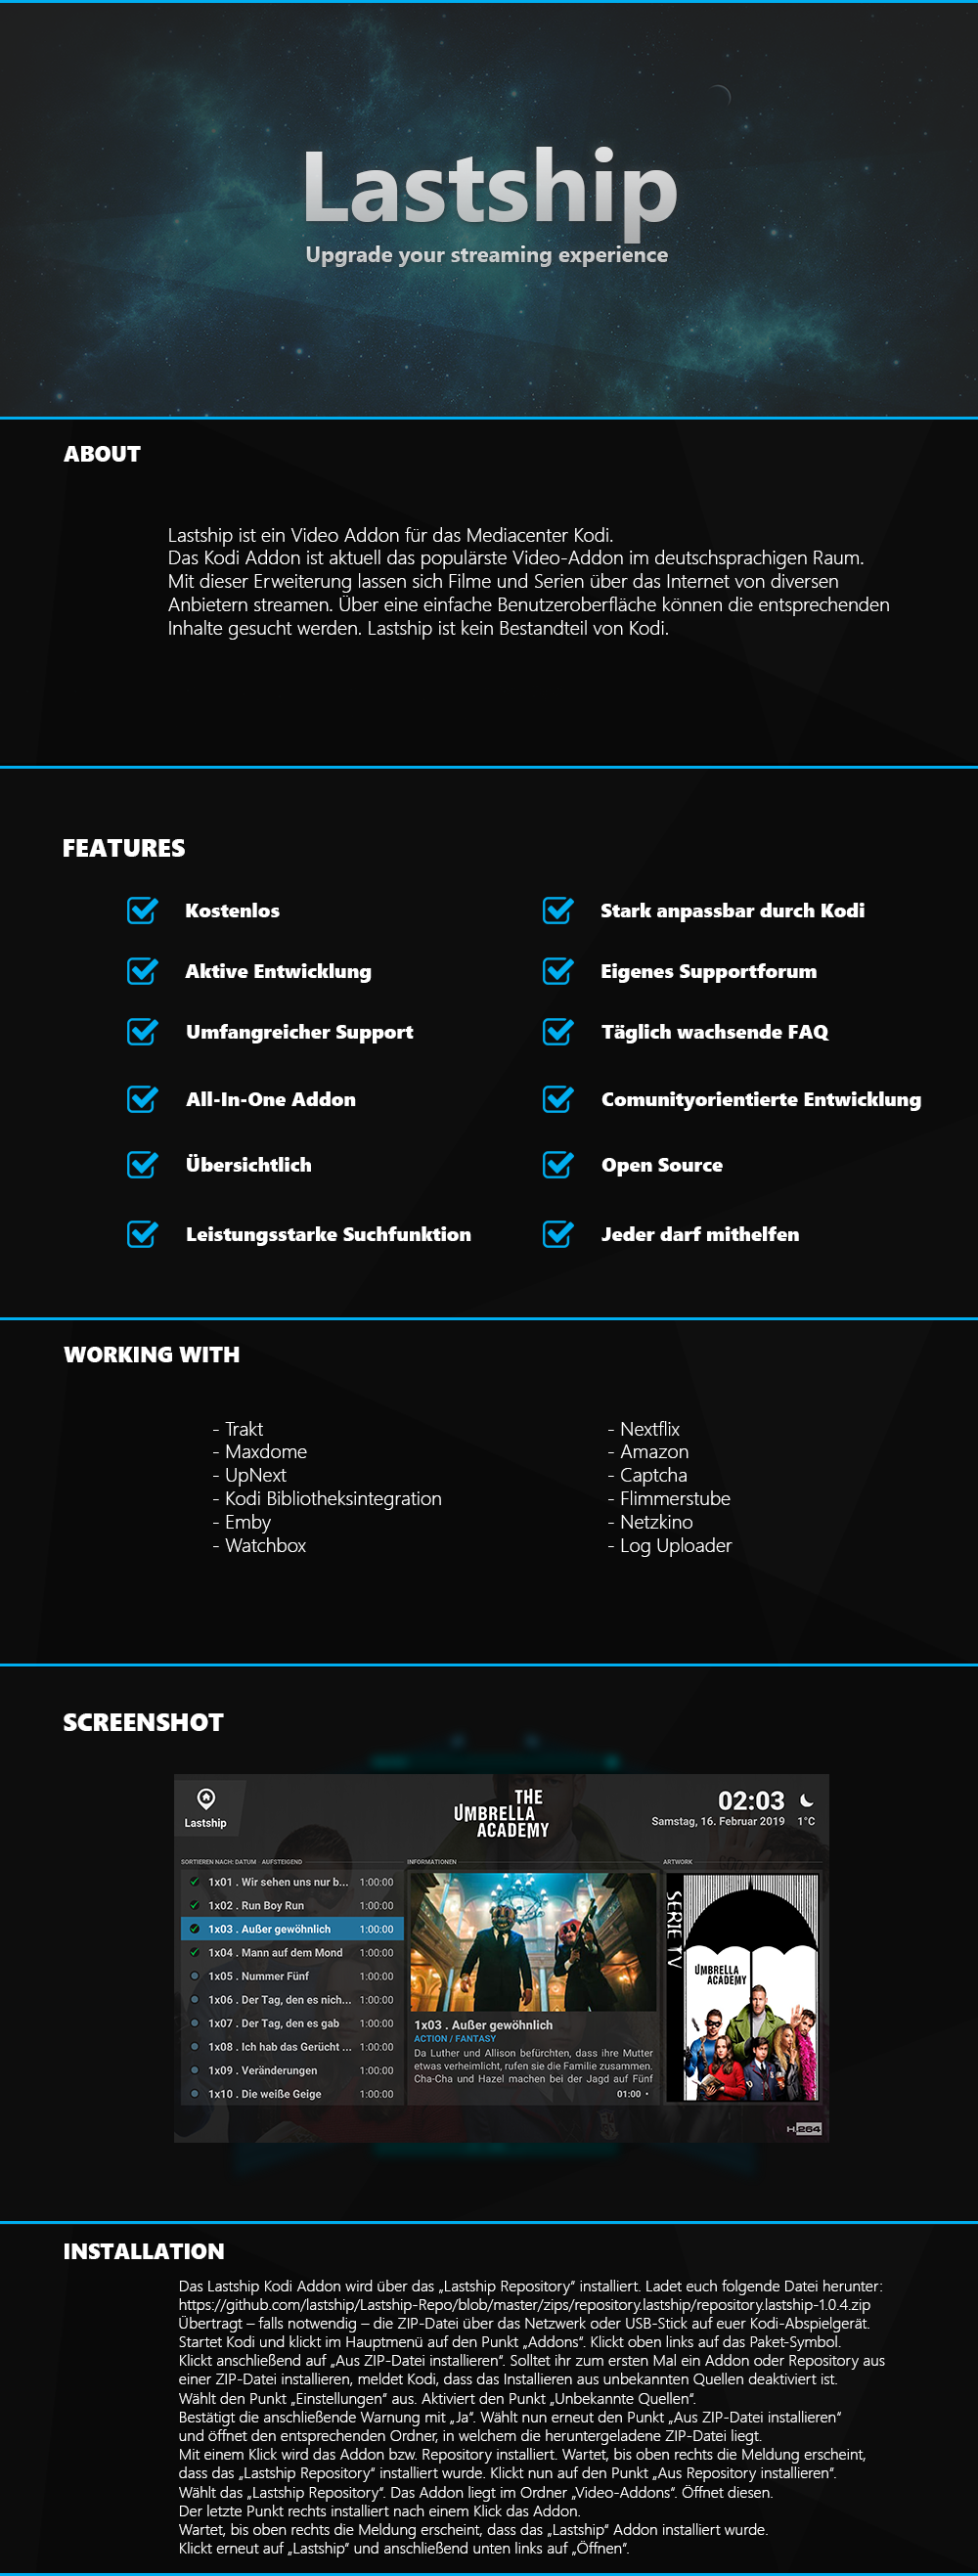 Lastship
Upgrade your streaming experience
ABOUT
Lastship ist ein Video Addon für das Mediacenter Kodi.
Das Kodi Addon ist aktuell das populärste Video-Addon im deutschsprachigen Raum.
Mit dieser Erweiterung lassen sich Filme und Serien über das Internet von diversen
Anbietern streamen. Über eine einfache Benutzeroberfläche können die entsprechenden
Inhalte gesucht werden. Lastship ist kein Bestandteil von Kodi.
FEATURES
Kostenlos
Aktive Entwicklung
Umfangreicher Support
All-In-One Addon
Übersichtlich
Leistungsstarke Suchfunktion
Stark anpassbar durch Kodi
Eigenes Supportforum
Täglich wachsende FAQ
Comunityorientierte Entwicklung
Open Source
Jeder darf mithelfen
WORKING WITH
- Trakt
- Maxdome
- UpNext
- Kodi Bibliotheksintegration
- Emby
- Watchbox
- Nextflix
- Amazon
- Captcha
- Flimmerstube
- Netzkino
- Log Uploader
SCREENSHOT
Lastship
THE
UMBRELLA
ACADEMY
02:03
Samstag, 16. Februar 2019 1°C
SORTIEREN NACH: DATUM AUFSTEIGEND
1x01 . Wir sehen uns nur b... 1:00:00
1x02 . Run Boy Run 1:00:00
1x03 . Außer gewöhnlich 1:00:00
1x04 . Mann auf dem Mond 1:00:00
1x05 . Nummer Fünf 1:00:00
1x06 . Der Tag, den es nich... 1:00:00
1x07 . Der Tag, den es gab 1:00:00
1x08 . Ich hab das Gerücht ... 1:00:00
1x09 . Veränderungen 1:00:00
1x10 . Die weiße Geige 1:00:00
INFORMATIONEN
1x03 . Außer gewöhnlich
ACTION / FANTASY
Da Luther und Allison befürchten, dass ihre Mutter
etwas verheimlicht, rufen sie die Familie zusammen.
Cha-Cha und Hazel machen bei der Jagd auf Fünf
01:00 •
ARTWORK
SERIE TV
UMBRELLA
ACADEMY
H.264
INSTALLATION
Das Lastship Kodi Addon wird über das „Lastship Repository“ installiert. Ladet euch folgende Datei herunter:
https://github.com/lastship/Lastship-Repo/blob/master/zips/repository.lastship/repository.lastship-1.0.4.zip
Übertragt – falls notwendig – die ZIP-Datei über das Netzwerk oder USB-Stick auf euer Kodi-Abspielgerät.
Startet Kodi und klickt im Hauptmenü auf den Punkt „Addons“. Klickt oben links auf das Paket-Symbol.
Klickt anschließend auf „Aus ZIP-Datei installieren“. Solltet ihr zum ersten Mal ein Addon oder Repository aus
einer ZIP-Datei installieren, meldet Kodi, dass das Installieren aus unbekannten Quellen deaktiviert ist.
Wählt den Punkt „Einstellungen“ aus. Aktiviert den Punkt „Unbekannte Quellen“.
Bestätigt die anschließende Warnung mit „Ja“. Wählt nun erneut den Punkt „Aus ZIP-Datei installieren“
und öffnet den entsprechenden Ordner, in welchem die heruntergeladene ZIP-Datei liegt.
Mit einem Klick wird das Addon bzw. Repository installiert. Wartet, bis oben rechts die Meldung erscheint,
dass das „Lastship Repository“ installiert wurde. Klickt nun auf den Punkt „Aus Repository installieren“.
Wählt das „Lastship Repository“. Das Addon liegt im Ordner „Video-Addons“. Öffnet diesen.
Der letzte Punkt rechts installiert nach einem Klick das Addon.
Wartet, bis oben rechts die Meldung erscheint, dass das „Lastship“ Addon installiert wurde.
Klickt erneut auf „Lastship“ und anschließend unten links auf „Öffnen“.